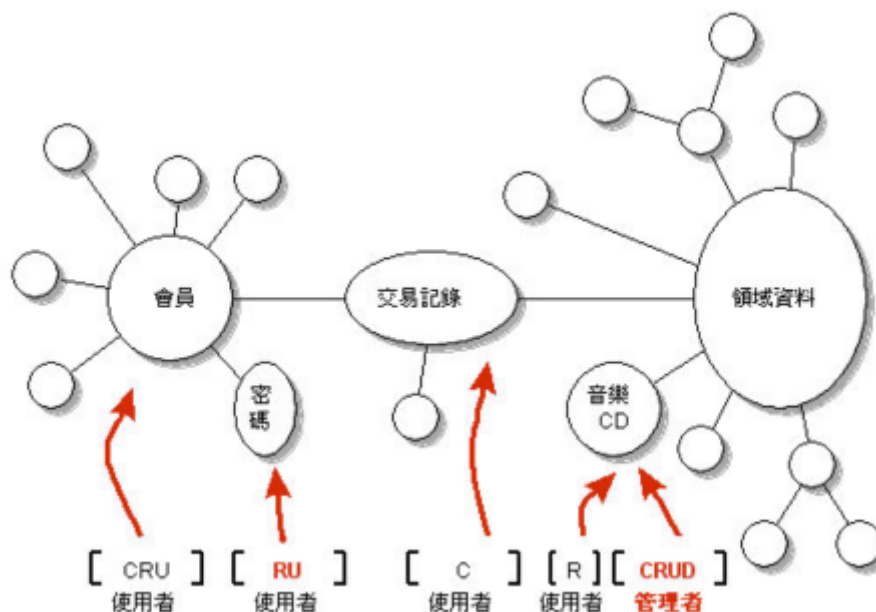 會員
交易記錄
領域資料
密
碼
音樂
CD
[ CRU ] [ RU ] [ C ] [ R ] [ CRUD ]
使用者 使用者 使用者 使用者 管理者